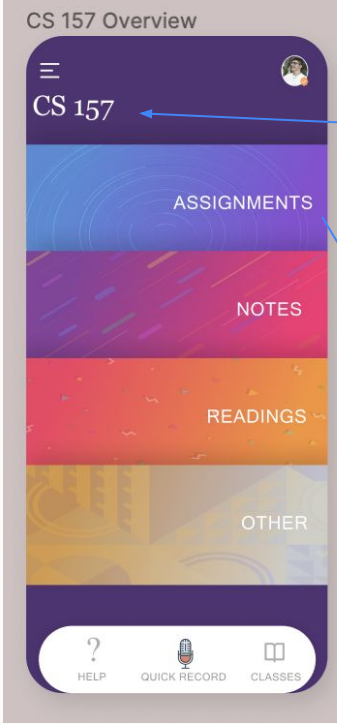 CS 157 Overview
CS 157
ASSIGNMENTS
NOTES
READINGS
OTHER
?
HELP
QUICK RECORD
CLASSES